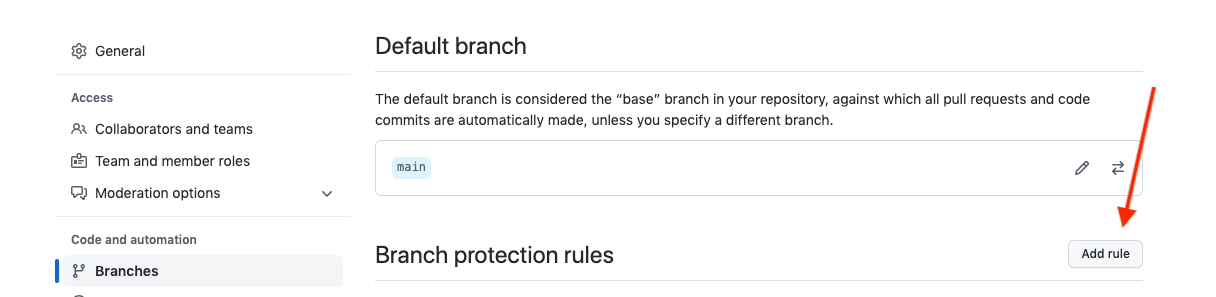 General
Access
Collaborators and teams
Team and member roles
Moderation options
Code and automation
Branches
Default branch
The default branch is considered the “base” branch in your repository, against which all pull requests and code
commits are automatically made, unless you specify a different branch.
main
Branch protection rules
Add rule